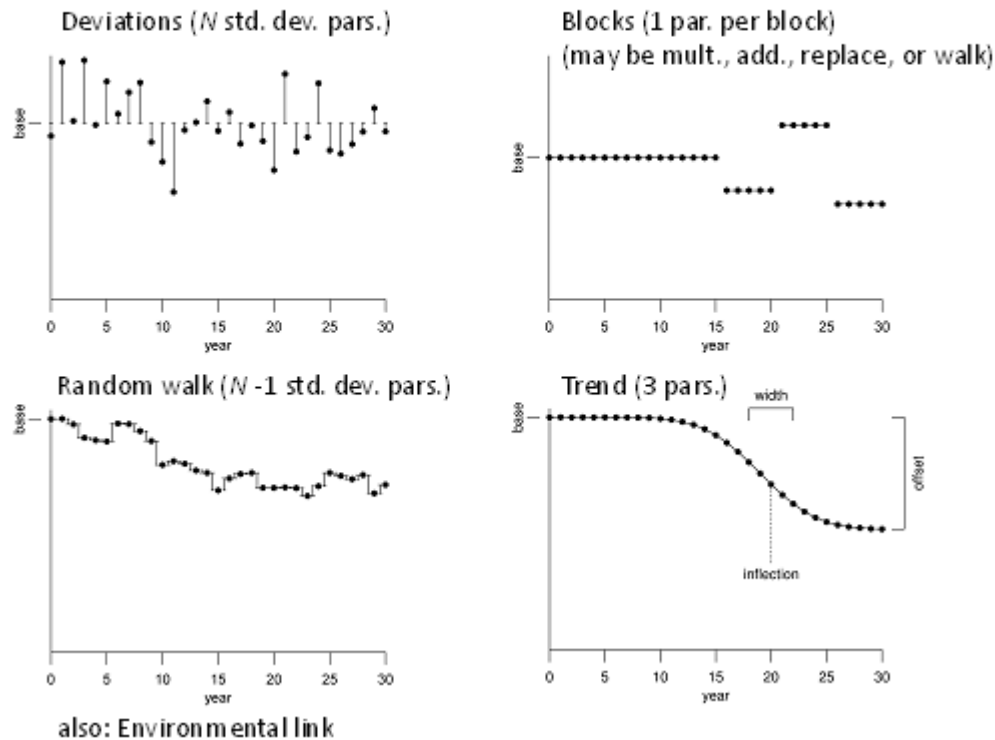 Deviations (N std. dev. pars.)
base
0 5 10 15 20 25 30
year
Blocks (1 par. per block)
(may be mult., add., replace, or walk)
base
0 5 10 15 20 25 30
year
Random walk (N -1 std. dev. pars.)
base
0 5 10 15 20 25 30
year
also: Environmental link
Trend (3 pars.)
width
base
offset
inflection
0 5 10 15 20 25 30
year